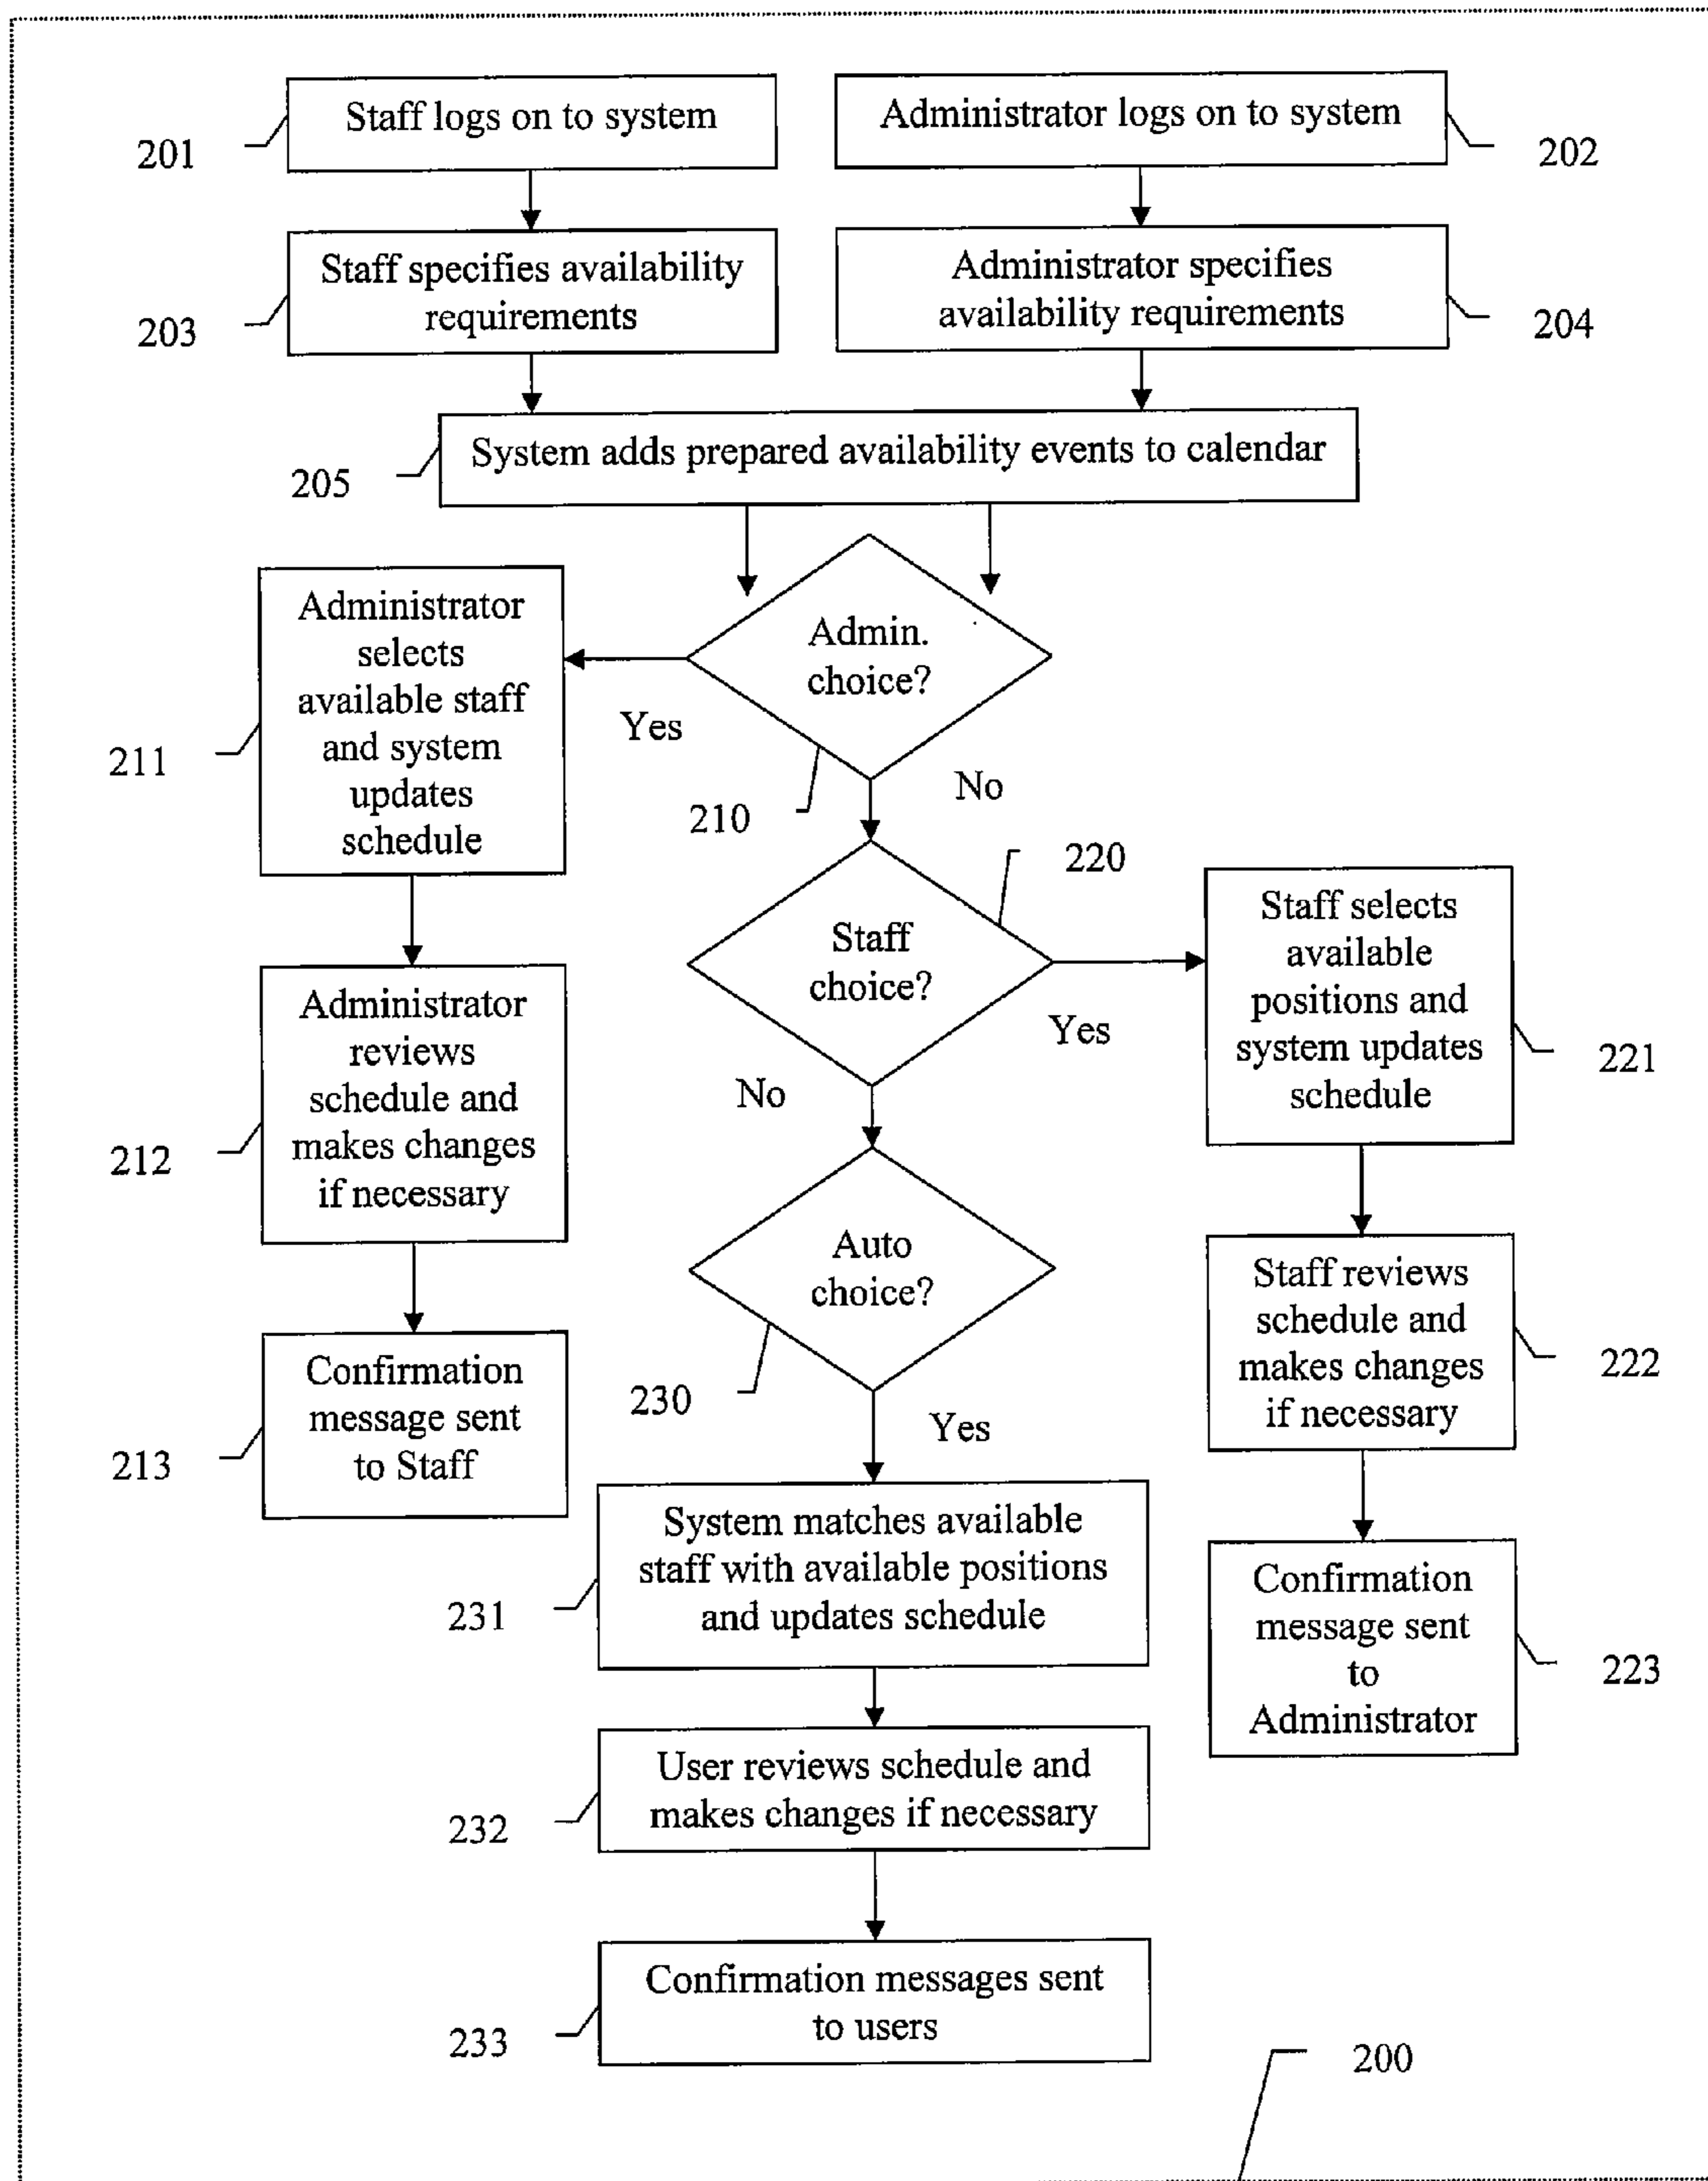 Staff logs on to system
Administrator logs on to system
201
202
Staff specifies availability
requirements
Administrator specifies
availability requirements
203
204
System adds prepared availability events to calendar
205
Admin.
choice?
Yes
No
210
Administrator
selects
available staff
and system
updates
schedule
211
Administrator
reviews
schedule and
makes changes
if necessary
212
Confirmation
message sent
to Staff
213
220
Staff
choice?
Yes
No
Staff selects
available
positions and
system updates
schedule
221
Staff reviews
schedule and
makes changes
if necessary
222
Confirmation
message sent
to
Administrator
223
Auto
choice?
230
Yes
System matches available
staff with available positions
and updates schedule
231
User reviews schedule and
makes changes if necessary
232
Confirmation messages sent
to users
233
200